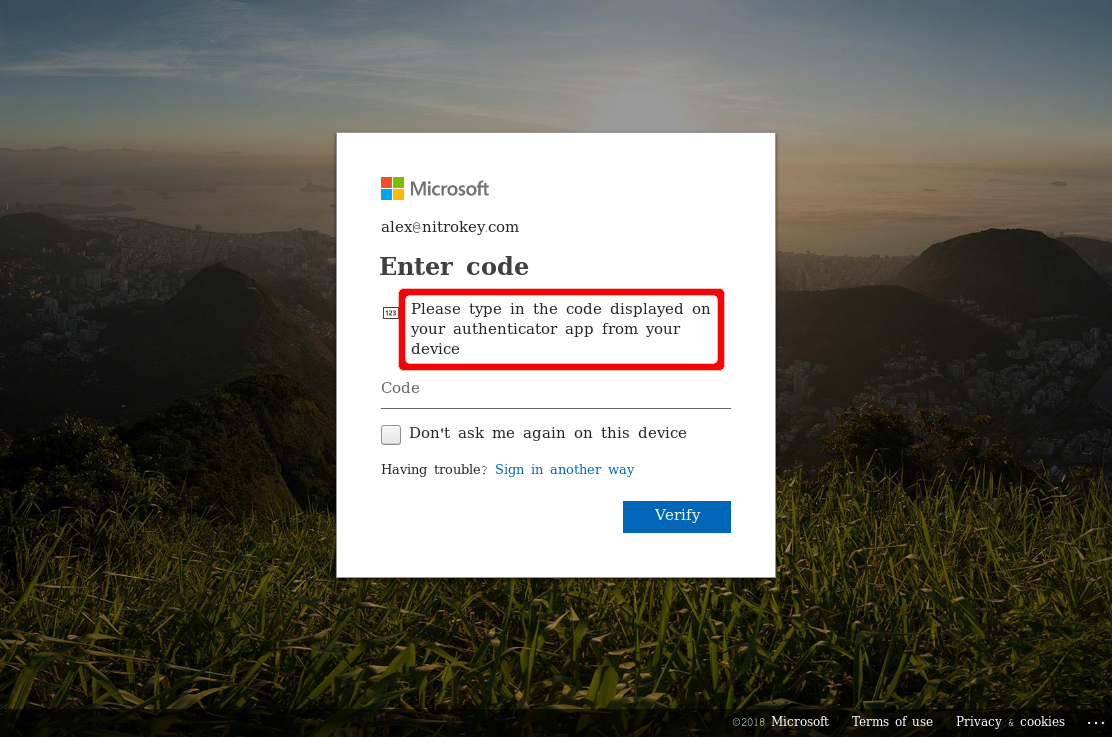 Microsoft
alex@nitrokey.com
Enter code
123
Please type in the code displayed on
your authenticator app from your
device
Code
Don't ask me again on this device
Having trouble? Sign in another way
Verify
©2018 Microsoft Terms of use Privacy & cookies ...